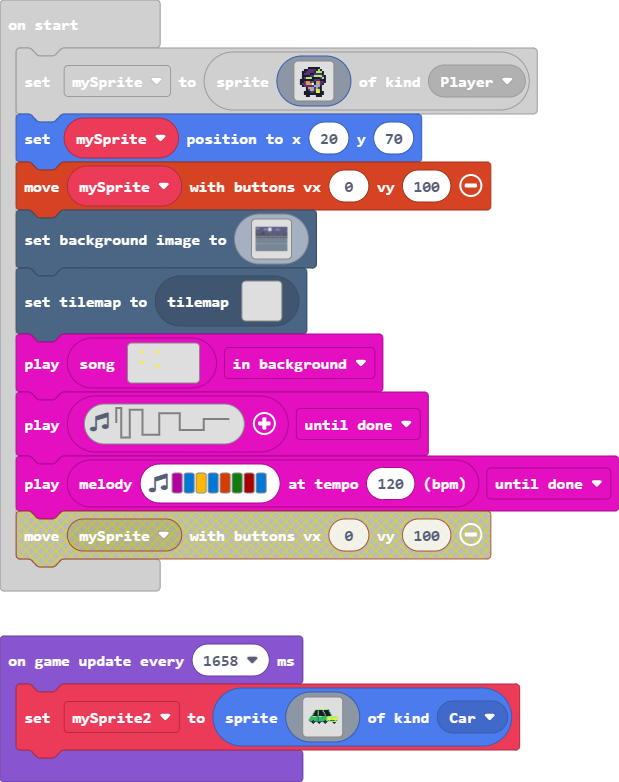 on start
set mySprite to sprite of kind Player
set mySprite position to x 20 y 70
move mySprite with buttons vx 0 vy 100
set background image to
set tilemap to tilemap
play song in background
play until done
play melody at tempo 120 (bpm) until done
move mySprite with buttons vx 0 vy 100
on game update every 1658 ms
set mySprite2 to sprite of kind Car